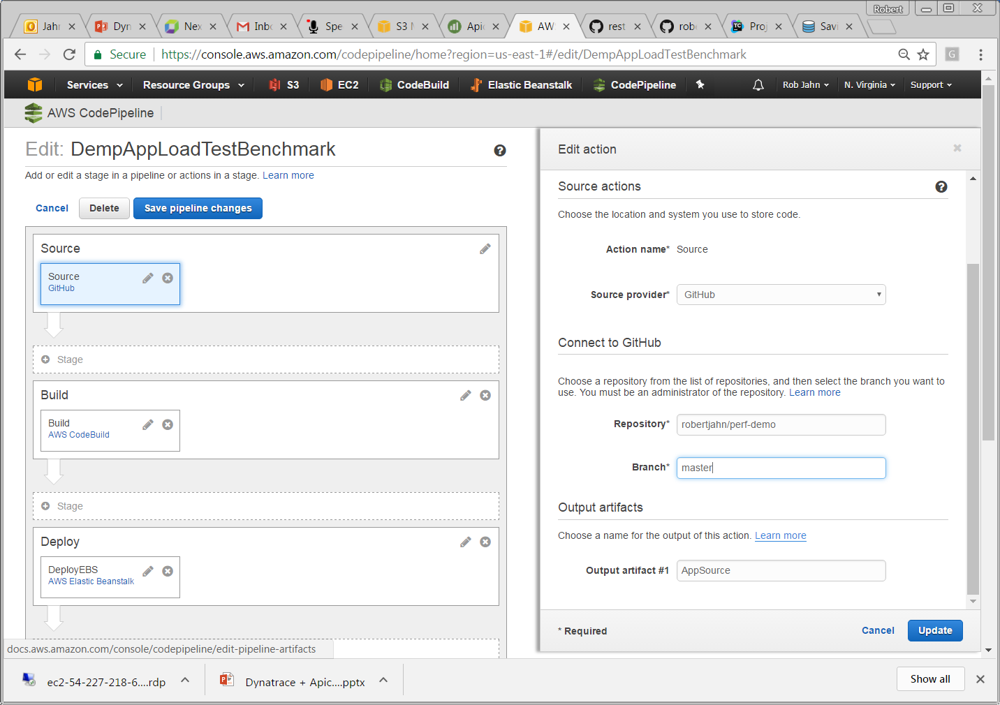 Robert
Jahn
Dyn
Nex
Inbo
Spe
S3 M
Apic
AWS
rest
robe
Proj
Savi
Secure https://console.aws.amazon.com/codepipeline/home?region=us-east-1#/edit/DempAppLoadTestBenchmark G
Services Resource Groups S3 EC2 CodeBuild Elastic Beanstalk CodePipeline Rob Jahn N. Virginia Support
AWS CodePipeline
Edit: DempAppLoadTestBenchmark
Add or edit a stage in a pipeline or actions in a stage. Learn more
Cancel Delete Save pipeline changes
Source
Source
GitHub
Stage
Build
Build
AWS CodeBuild
Stage
Deploy
DeployEBS
AWS Elastic Beanstalk
Edit action
Source actions
Choose the location and system you use to store code.
Action name* Source
Source provider* GitHub
Connect to GitHub
Choose a repository from the list of repositories, and then select the branch you want to
use. You must be an administrator of the repository. Learn more
Repository* robertjahn/perf-demo
Branch* master
Output artifacts
Choose a name for the output of this action. Learn more
Output artifact #1 AppSource
* Required Cancel Update
docs.aws.amazon.com/console/codepipeline/edit-pipeline-artifacts
ec2-54-227-218-6....rdp
Dynatrace + Apic....pptx
Show all